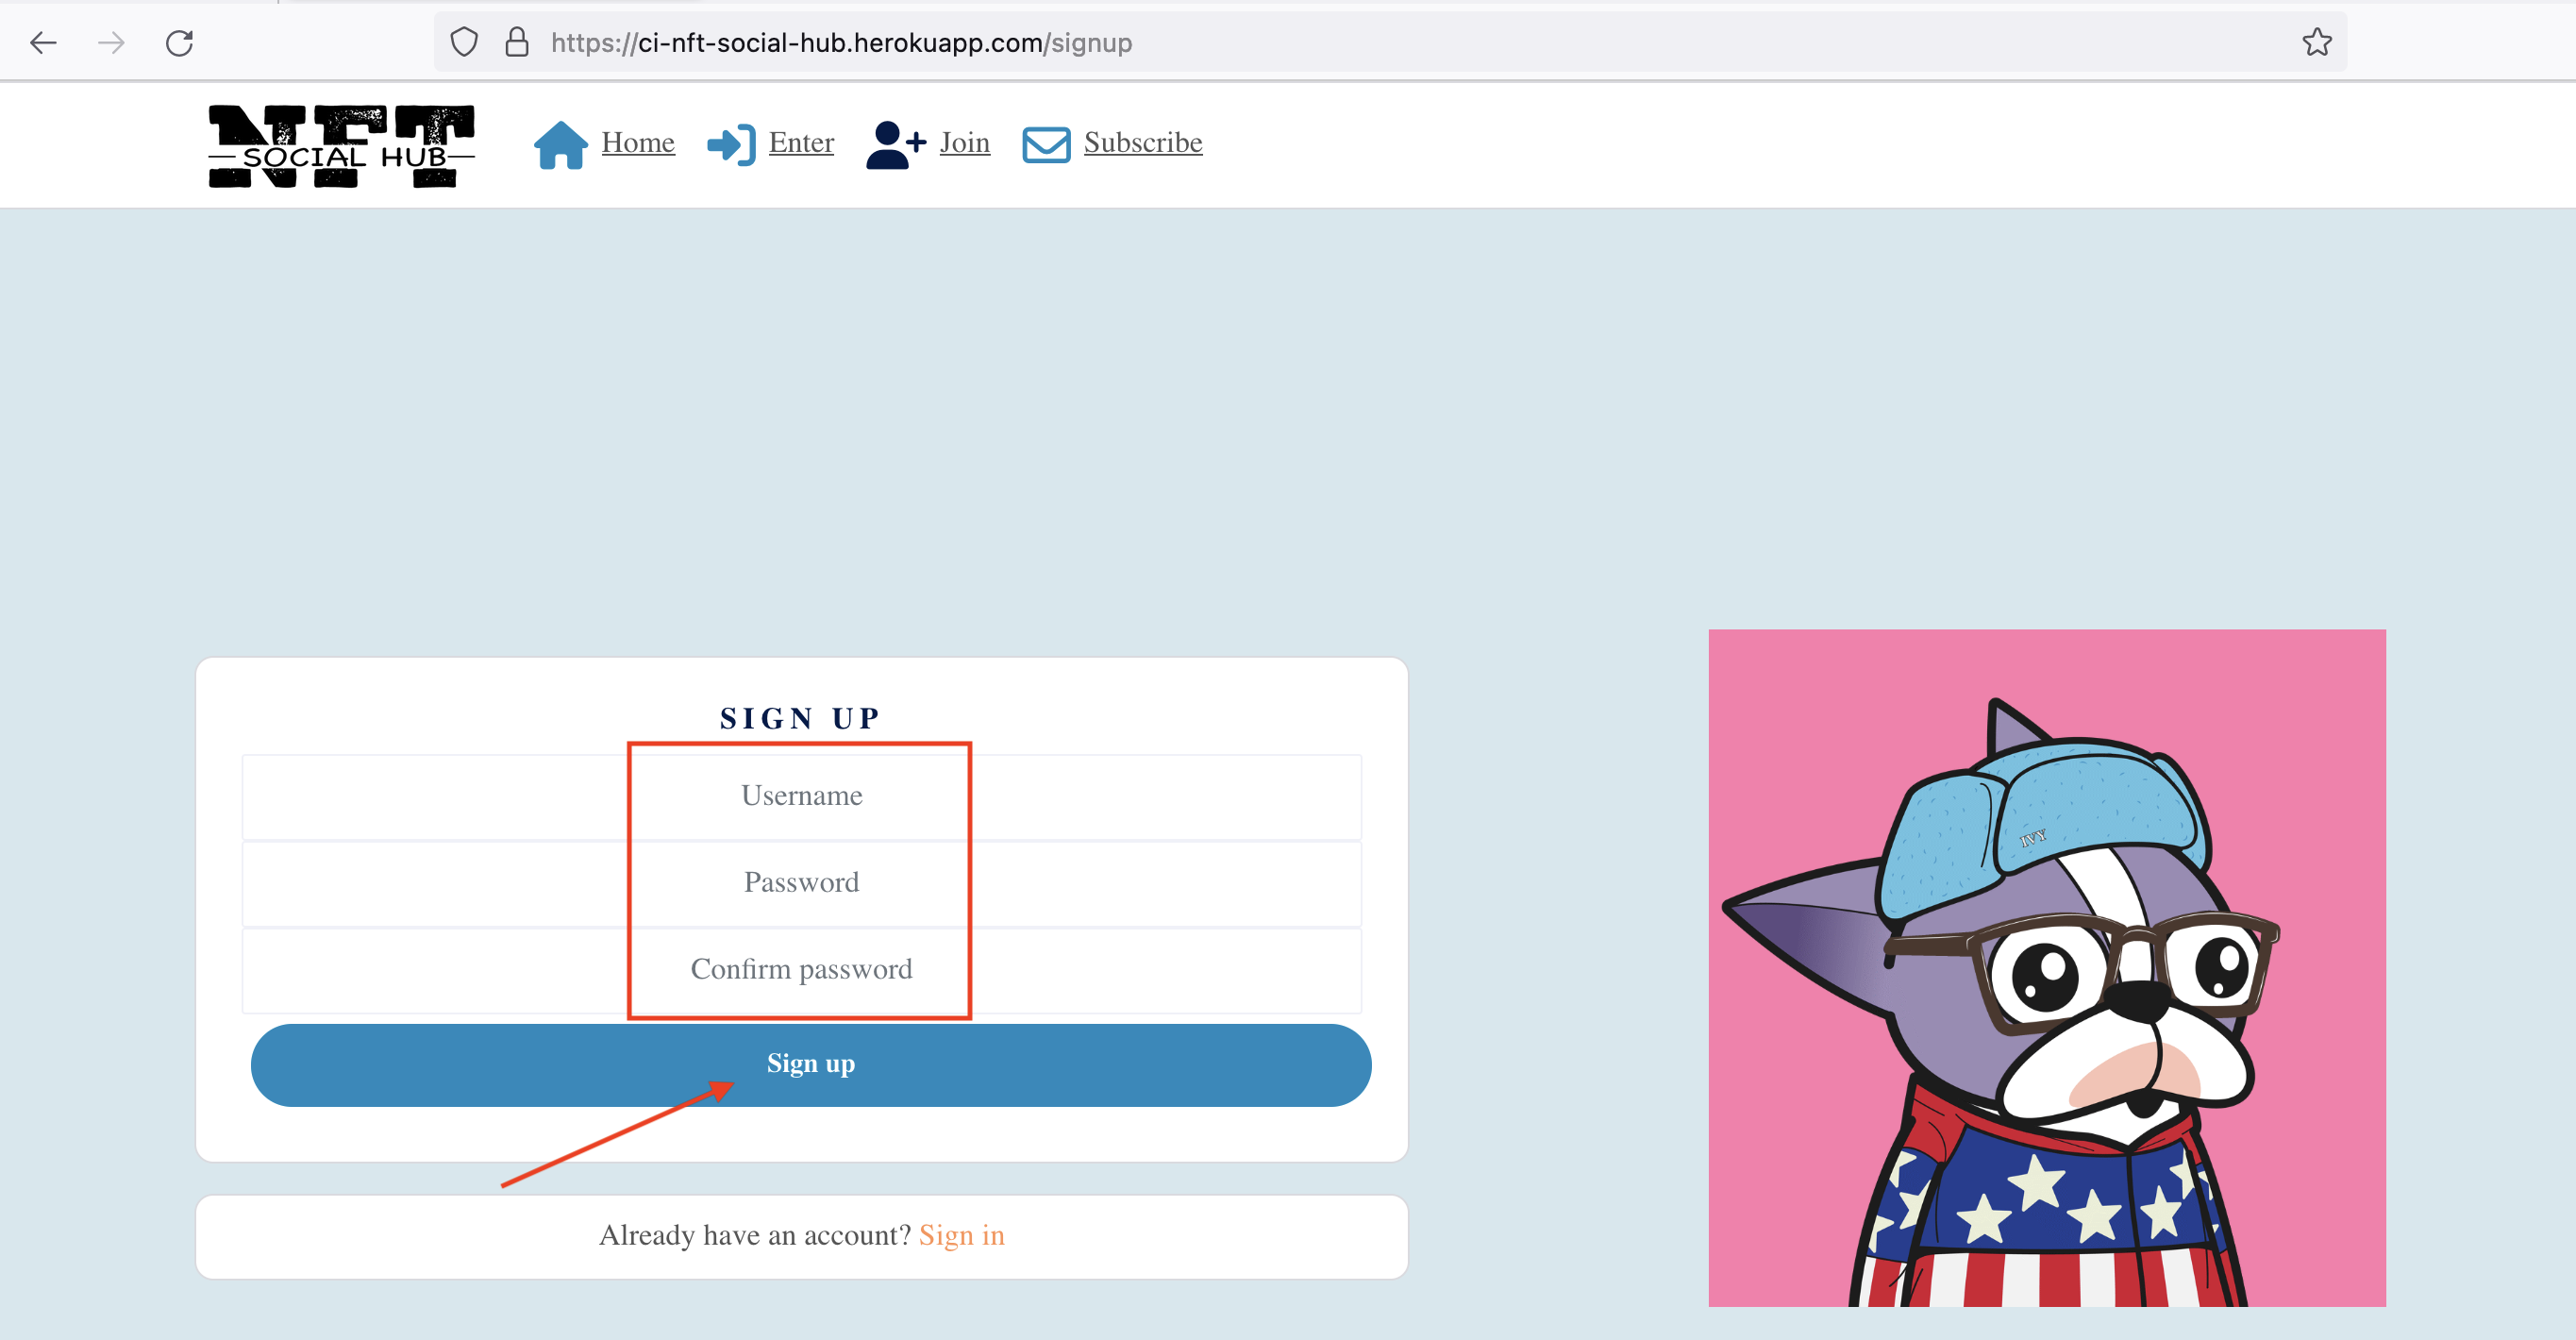 https://ci-nft-social-hub.herokuapp.com/signup
NFT
SOCIAL HUB
Home Enter Join Subscribe
SIGN UP
Username
Password
Confirm password
Sign up
Already have an account? Sign in
IVY